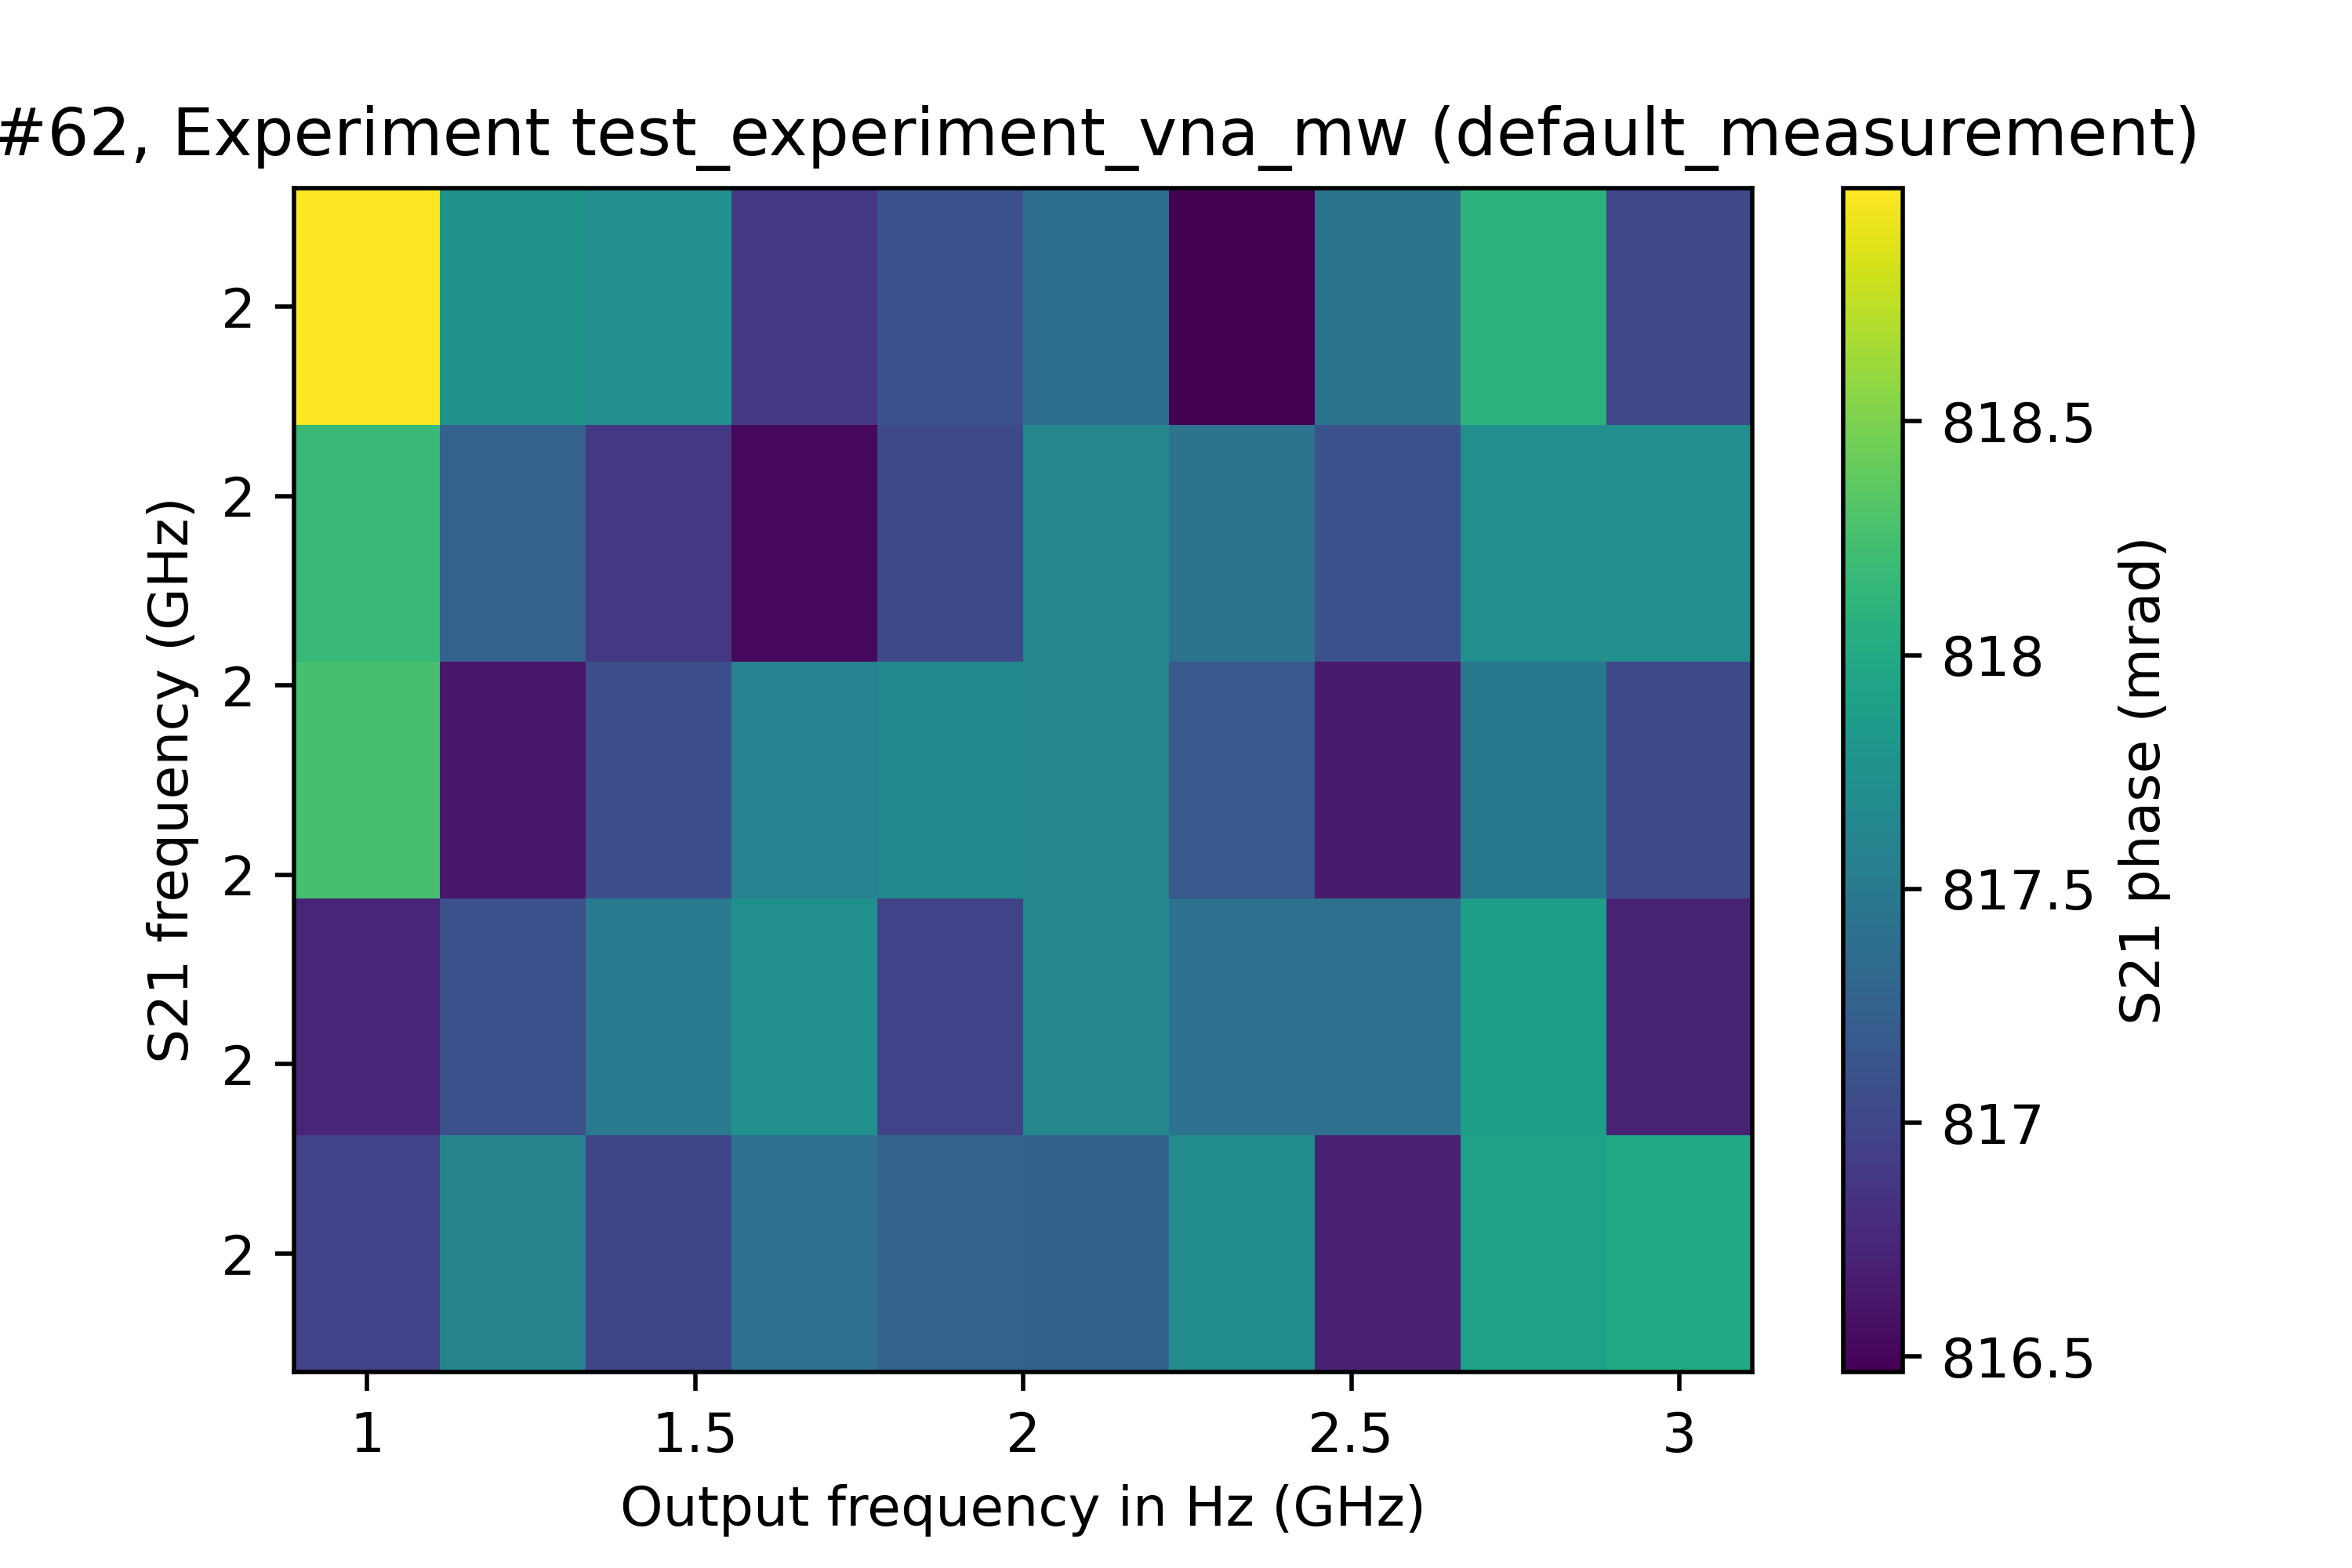 #62, Experiment test_experiment_vna_mw (default_measurement)
S21 frequency (GHz)
2
2
2
2
2
2
1 1.5 2 2.5 3
Output frequency in Hz (GHz)
818.5
818
817.5
817
816.5
S21 phase (mrad)